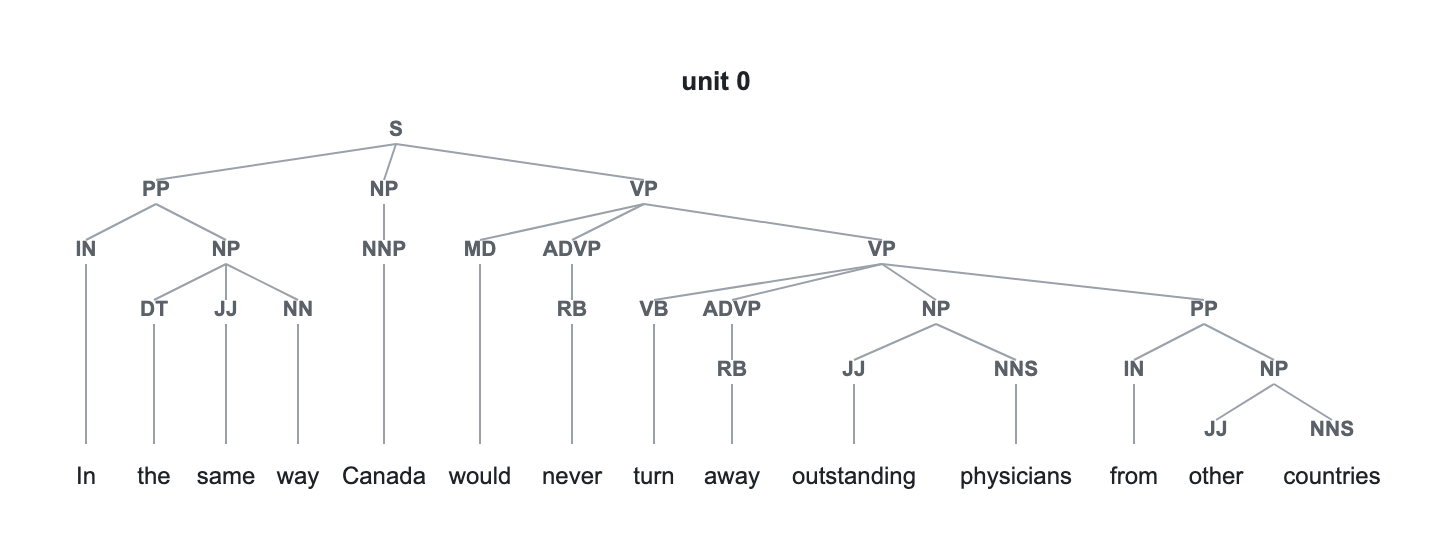 unit 0
S
PP NP VP
IN NP NNP MD ADVP VP
DT JJ NN RB VB ADVP NP PP
RB JJ NNS IN NP
JJ NNS
In the same way Canada would never turn away outstanding physicians from other countries